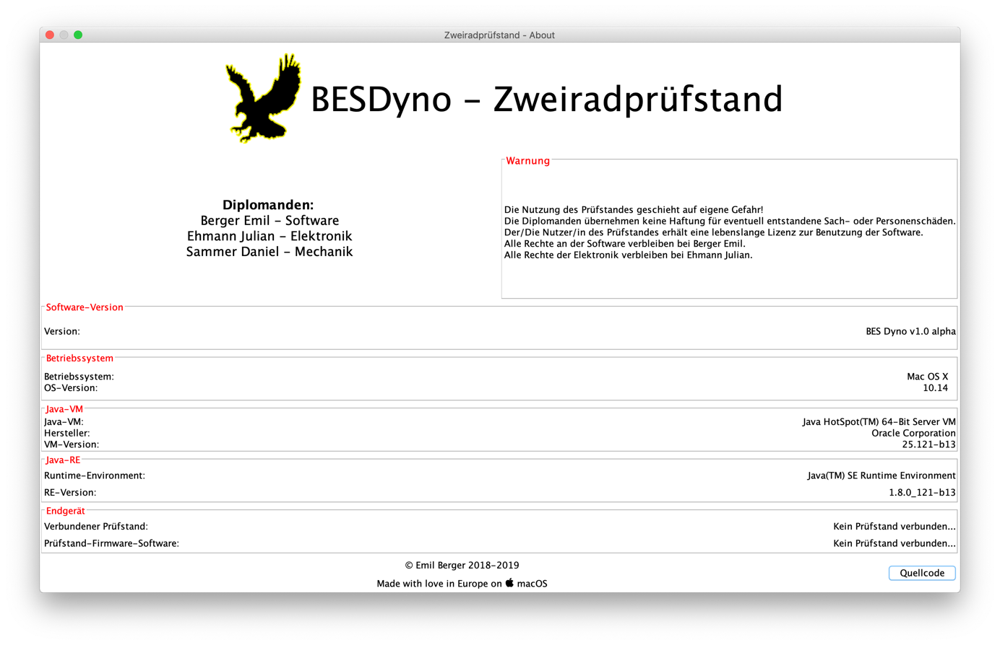 Zweiradprüfstand - About
BESDyno – Zweiradprüfstand
Diplomanden:
Berger Emil – Software
Ehmann Julian – Elektronik
Sammer Daniel – Mechanik
Warnung
Die Nutzung des Prüfstandes geschieht auf eigene Gefahr!
Die Diplomanden übernehmen keine Haftung für eventuell entstandene Sach- oder Personenschäden.
Der/Die Nutzer/in des Prüfstandes erhält eine lebenslange Lizenz zur Benutzung der Software.
Alle Rechte an der Software verbleiben bei Berger Emil.
Alle Rechte der Elektronik verbleiben bei Ehmann Julian.
Software-Version
Version: BES Dyno v1.0 alpha
Betriebssystem
Betriebssystem: Mac OS X
OS-Version: 10.14
Java-VM
Java-VM: Java HotSpot(TM) 64-Bit Server VM
Hersteller: Oracle Corporation
VM-Version: 25.121-b13
Java-RE
Runtime-Environment: Java(TM) SE Runtime Environment
RE-Version: 1.8.0_121-b13
Endgerät
Verbundener Prüfstand: Kein Prüfstand verbunden...
Prüfstand-Firmware-Software: Kein Prüfstand verbunden...
© Emil Berger 2018-2019
Made with love in Europe on  macOS
Quellcode